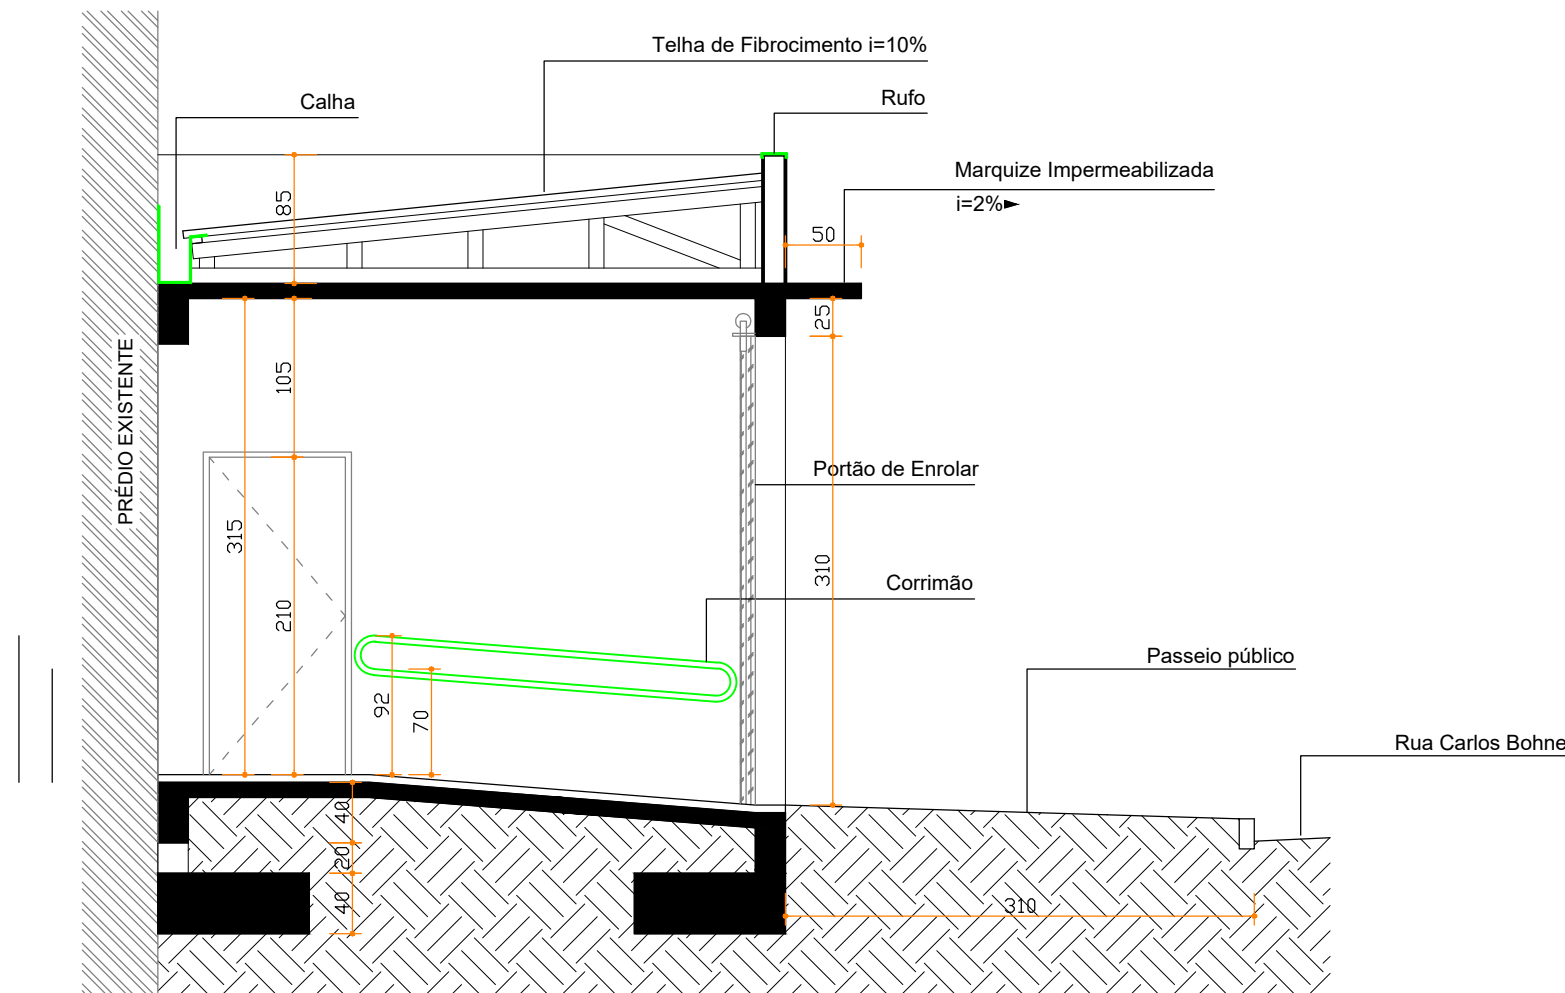 Telha de Fibrocimento i=10%
Calha
Rufo
Marquize Impermeabilizada
i=2%
85
50
25
105
PRÉDIO EXISTENTE
Portão de Enrolar
315
310
Corrimão
210
Passeio público
92
70
Rua Carlos Bohne
40
20
40
310